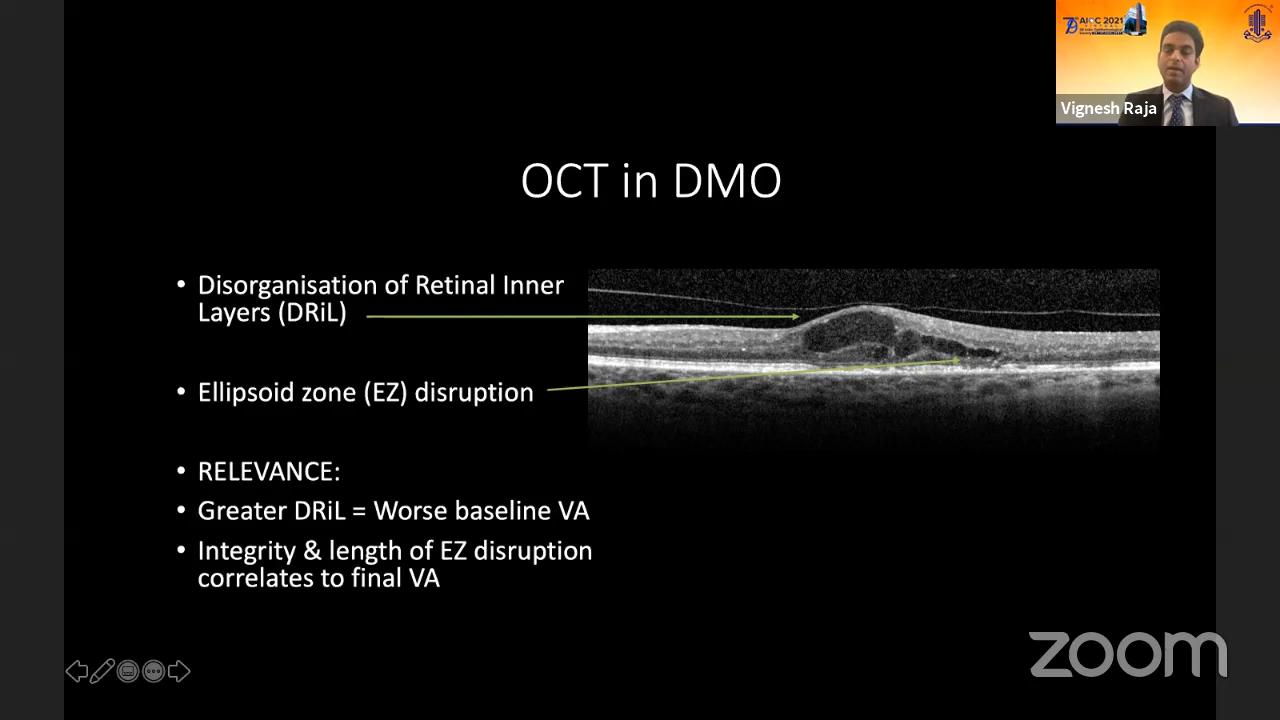 AIOC 2021
Vignesh Raja
OCT in DMO
• Disorganisation of Retinal Inner
Layers (DRiL)
• Ellipsoid zone (EZ) disruption
• RELEVANCE:
• Greater DRiL = Worse baseline VA
• Integrity & length of EZ disruption
correlates to final VA
zoom